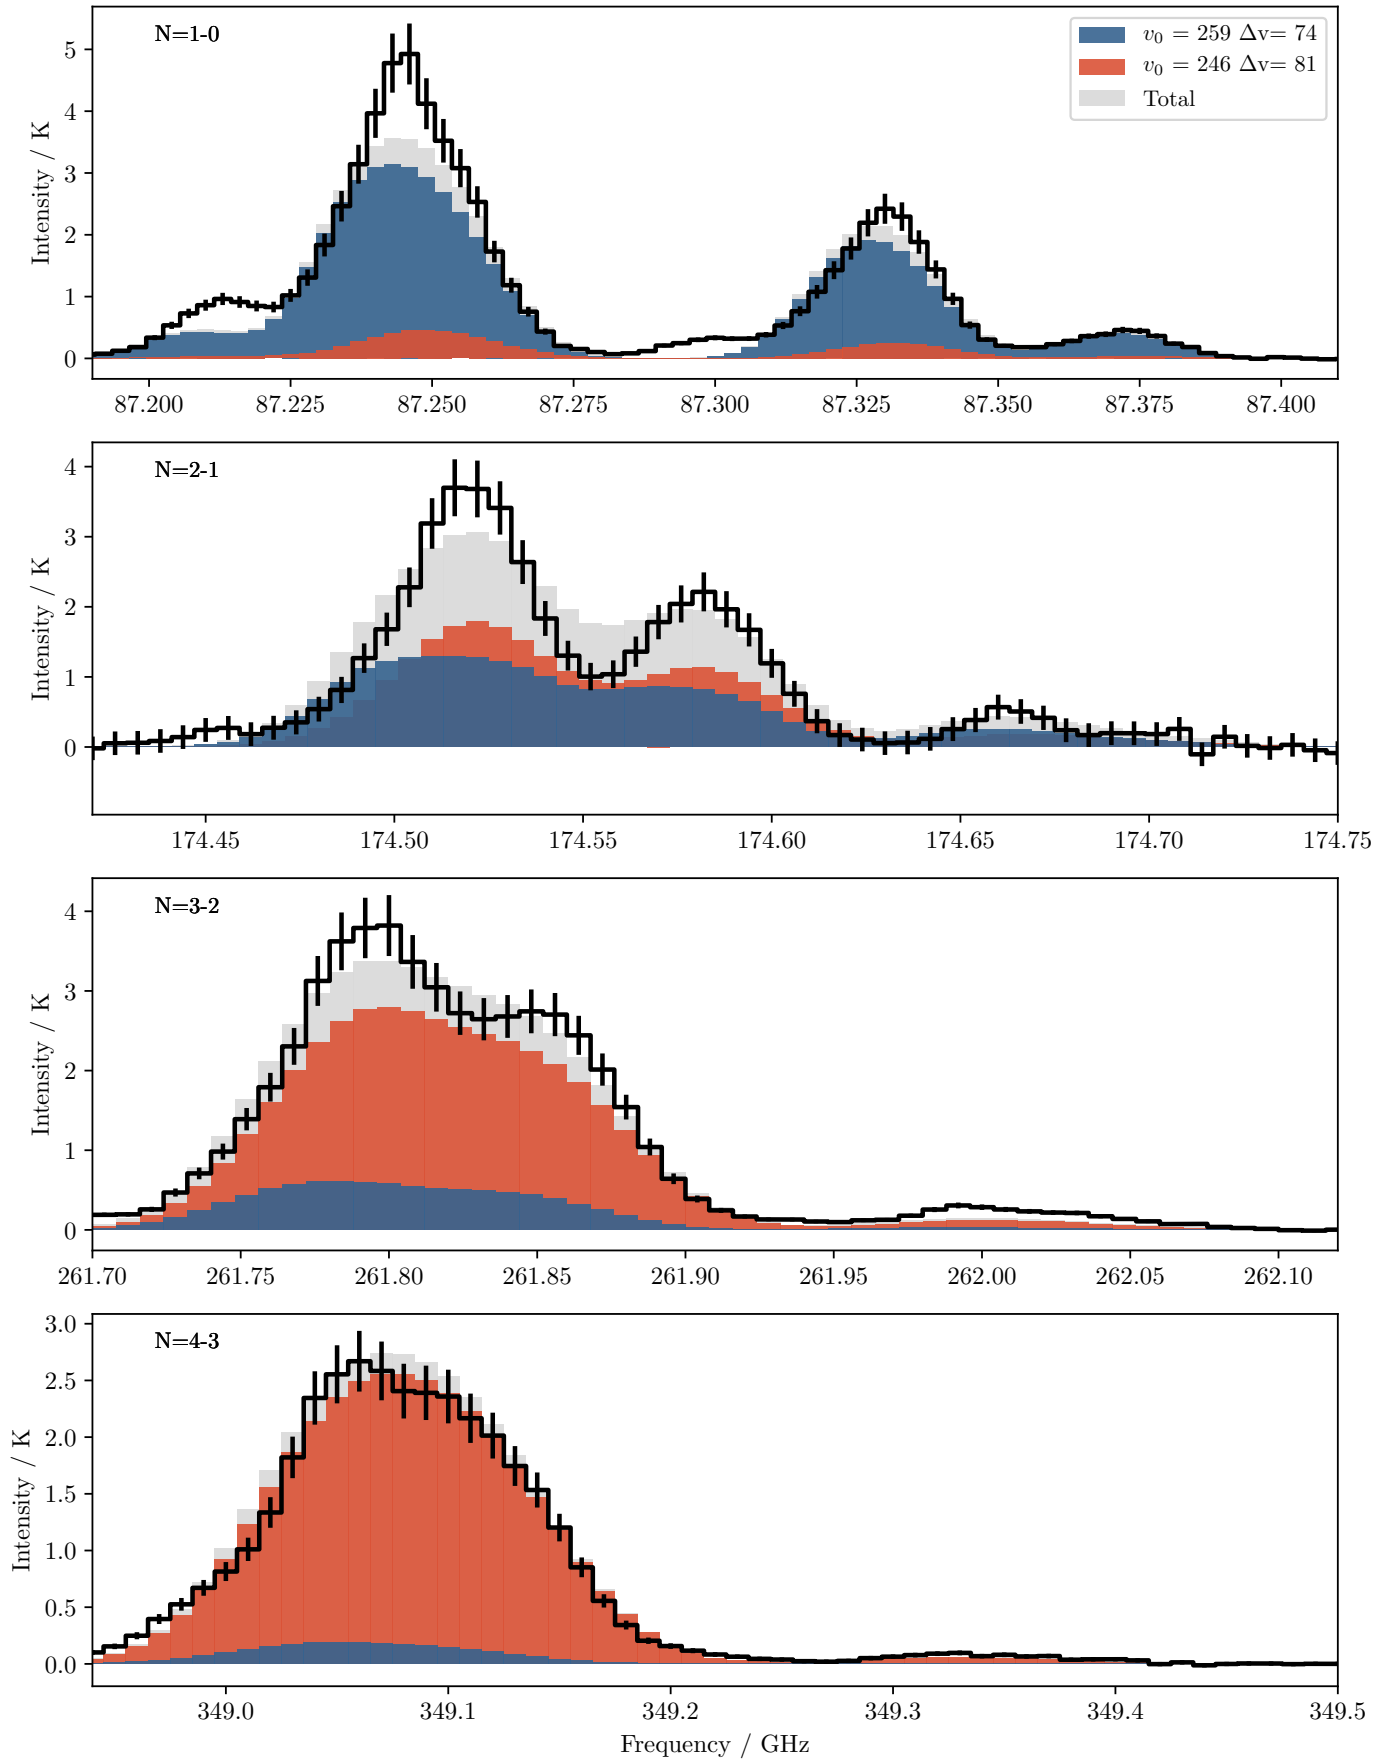 N=1-0
v₀ = 259 Δv= 74
v₀ = 246 Δv= 81
Total
Intensity / K
5
4
3
2
1
0
87.200 87.225 87.250 87.275 87.300 87.325 87.350 87.375 87.400
N=2-1
Intensity / K
4
3
2
1
0
174.45 174.50 174.55 174.60 174.65 174.70 174.75
N=3-2
Intensity / K
4
3
2
1
0
261.70 261.75 261.80 261.85 261.90 261.95 262.00 262.05 262.10
N=4-3
Intensity / K
3.0
2.5
2.0
1.5
1.0
0.5
0.0
349.0 349.1 349.2 349.3 349.4 349.5
Frequency / GHz